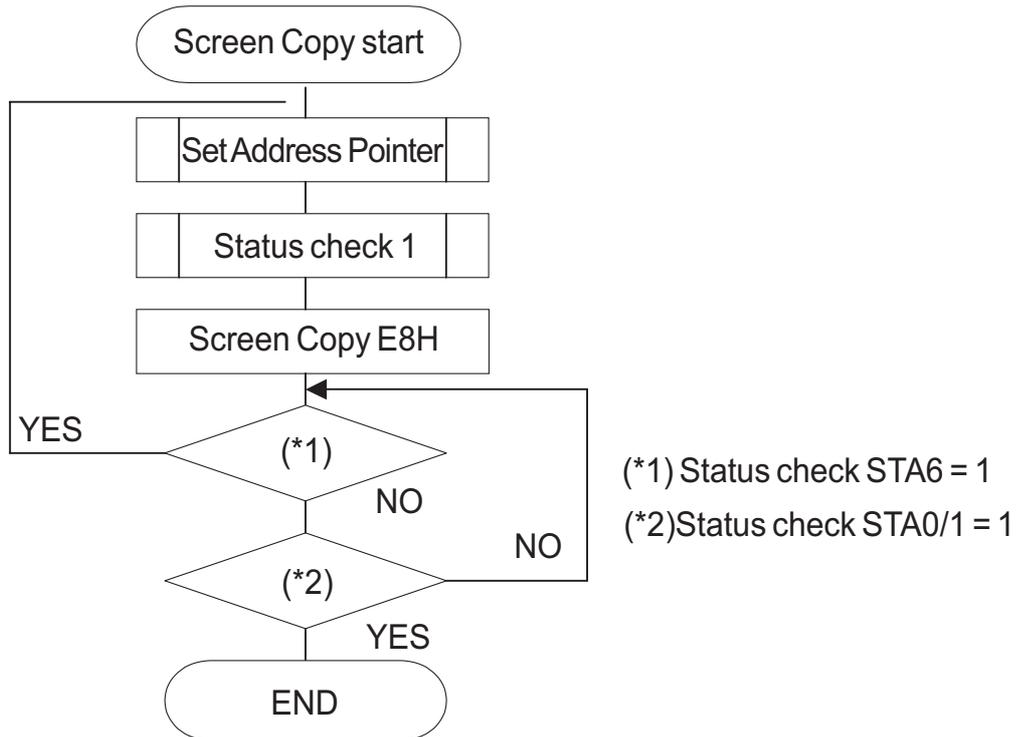 Screen Copy start
Set Address Pointer
Status check 1
Screen Copy E8H
YES
(*1)
NO
(*1) Status check STA6 = 1
(*2)Status check STA0/1 = 1
NO
(*2)
YES
END